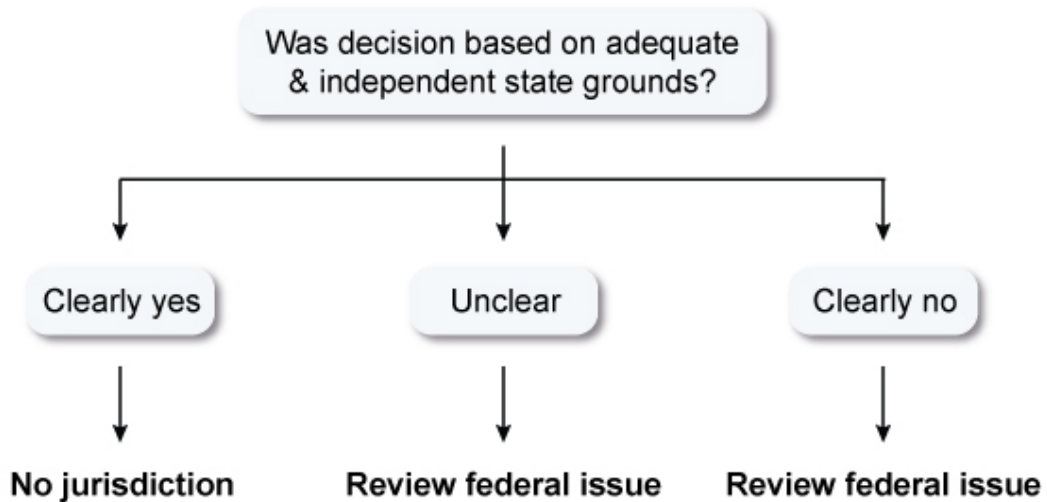 Was decision based on adequate
& independent state grounds?
Clearly yes
Unclear
Clearly no
No jurisdiction
Review federal issue
Review federal issue